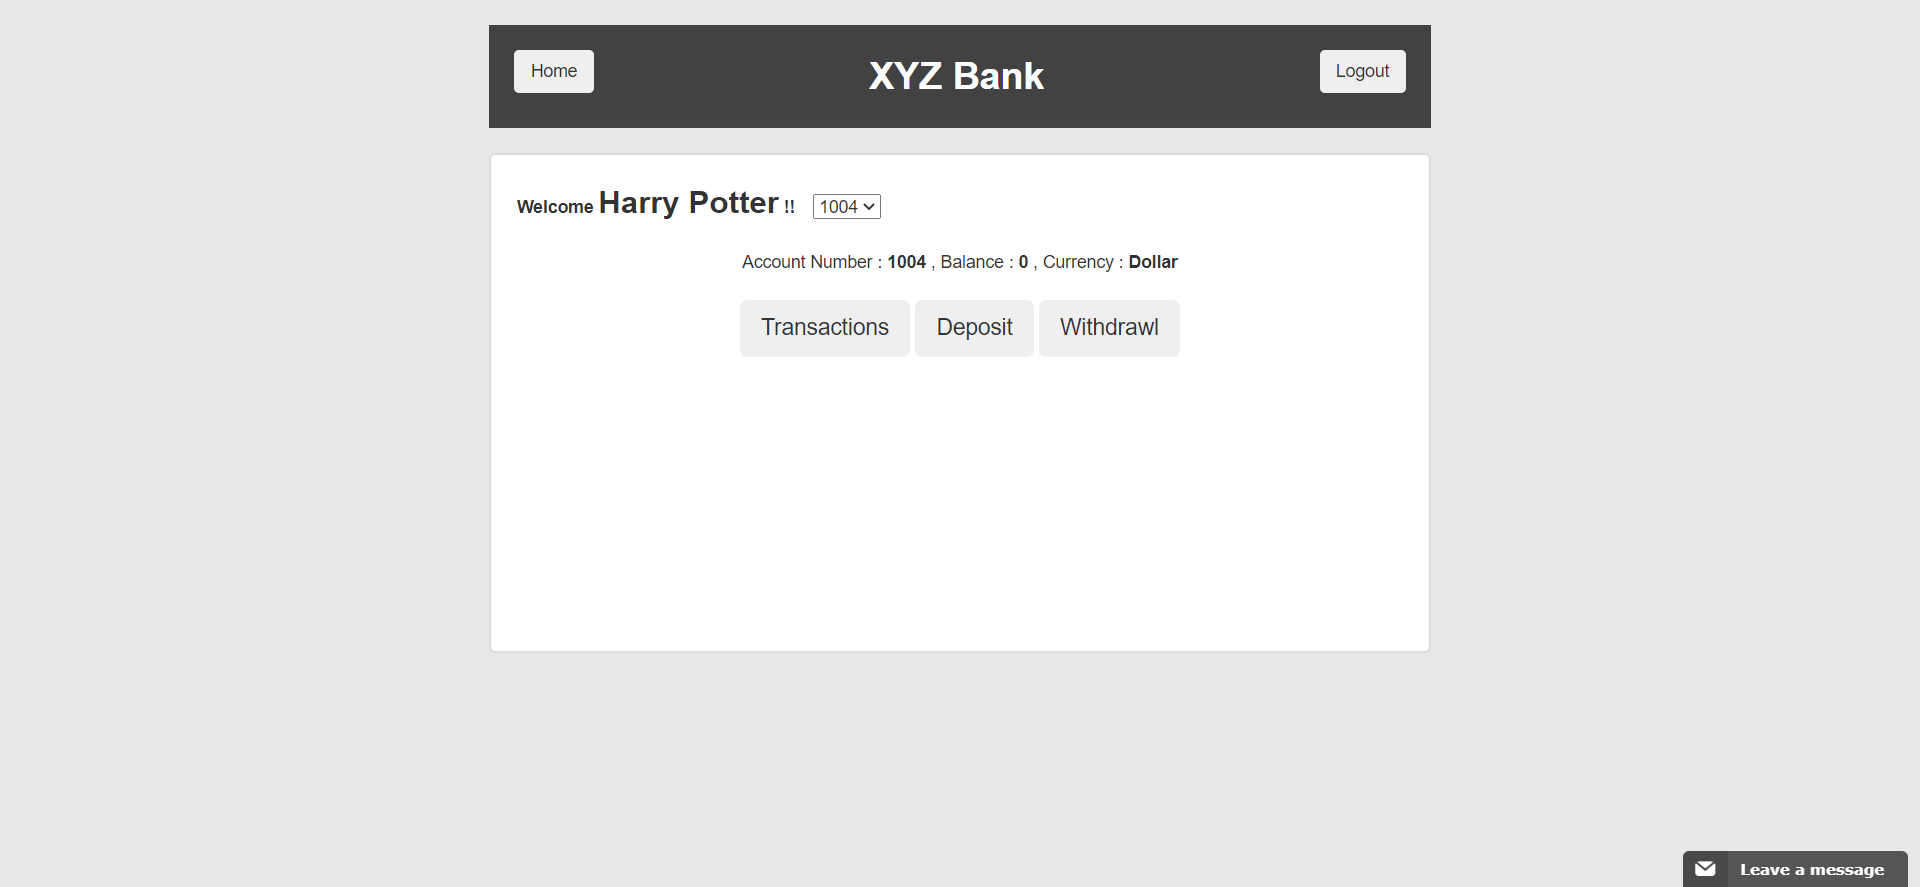 Home
XYZ Bank
Logout
Welcome Harry Potter !! 1004
Account Number : 1004 , Balance : 0 , Currency : Dollar
Transactions
Deposit
Withdrawl
Leave a message